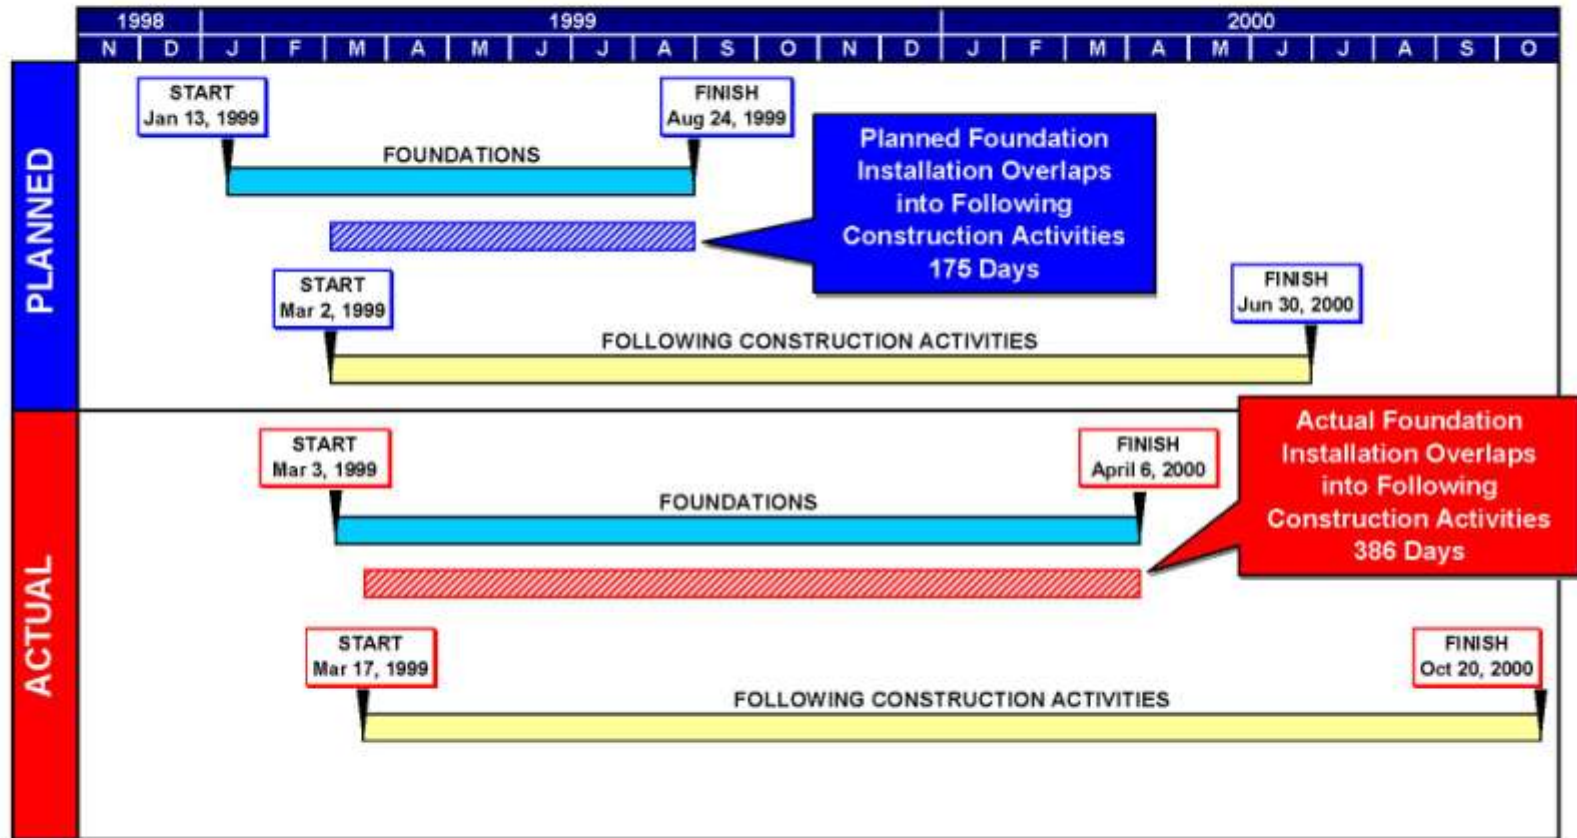 1998 1999 2000
N D J F M A M J J A S O N D J F M A M J J A S O
PLANNED
START
Jan 13, 1999
FINISH
Aug 24, 1999
FOUNDATIONS
Planned Foundation
Installation Overlaps
into Following
Construction Activities
175 Days
START
Mar 2, 1999
FINISH
Jun 30, 2000
FOLLOWING CONSTRUCTION ACTIVITIES
ACTUAL
START
Mar 3, 1999
FINISH
April 6, 2000
FOUNDATIONS
Actual Foundation
Installation Overlaps
into Following
Construction Activities
386 Days
START
Mar 17, 1999
FINISH
Oct 20, 2000
FOLLOWING CONSTRUCTION ACTIVITIES